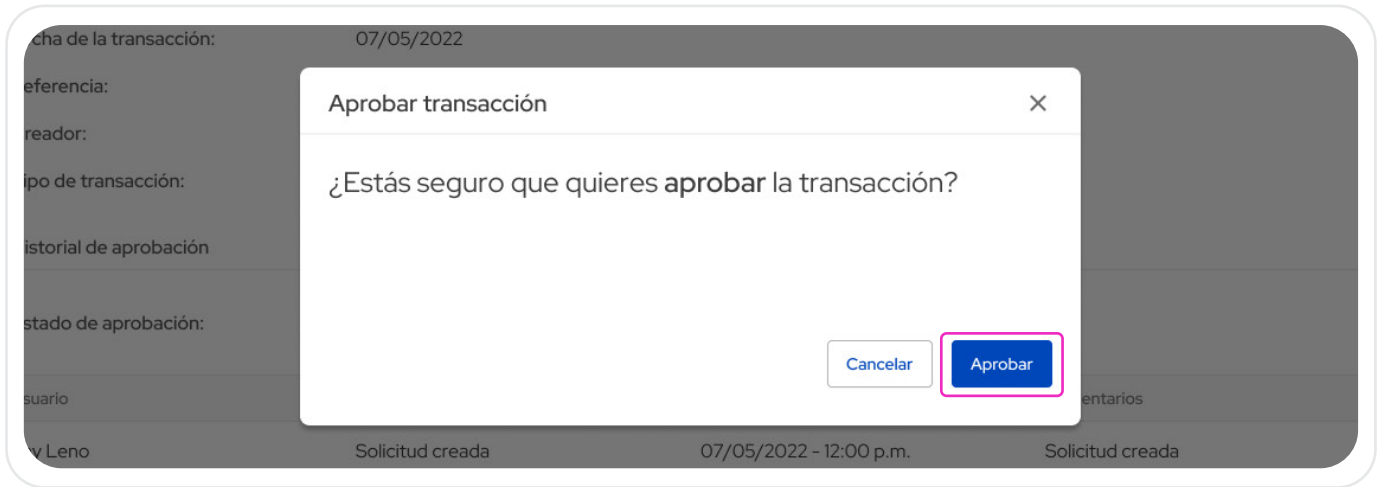 cha de la transacción: 07/05/2022
eferencia:
Aprobar transacción
reador:
ipo de transacción:
¿Estás seguro que quieres aprobar la transacción?
istorial de aprobación
stado de aprobación:
Cancelar Aprobar
suario entarios
Leno Solicitud creada 07/05/2022 - 12:00 p.m. Solicitud creada